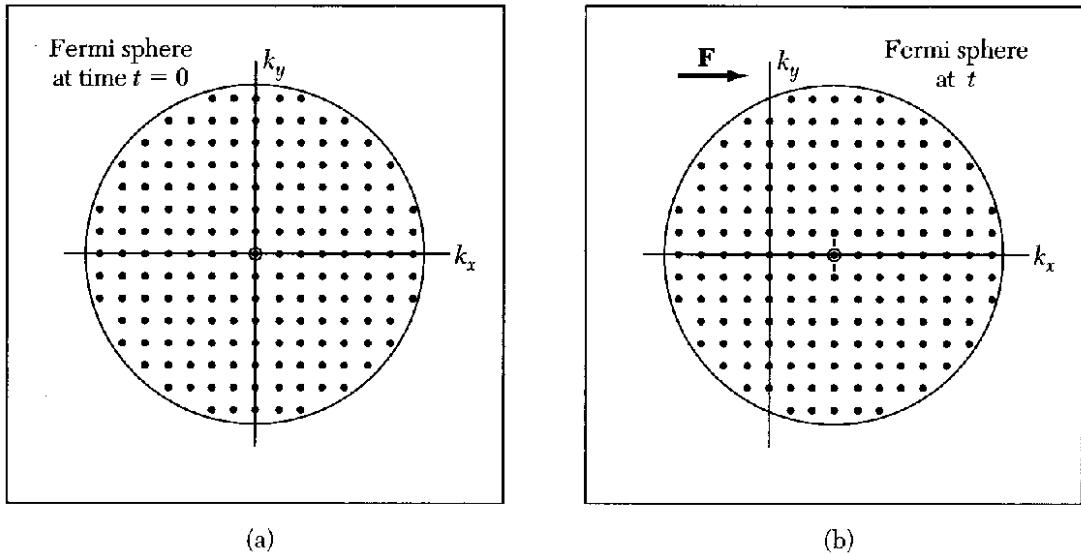 Fermi sphere
at time t = 0
k_y
k_x
(a)
F
k_y
Fermi sphere
at t
k_x
(b)